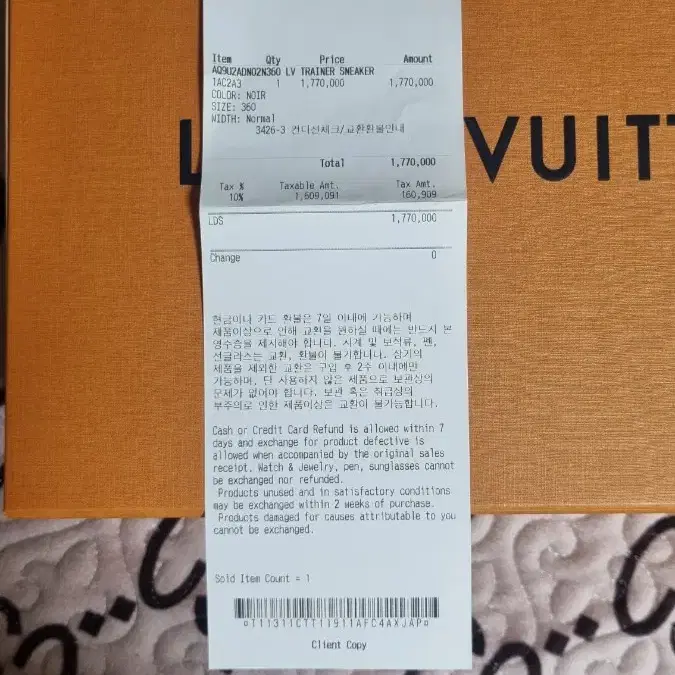 Item Qty Price Amount
AQ9U2ADN02N360 LV TRAINER SNEAKER
1AC2A3 1 1,770,000 1,770,000
COLOR: NOIR
SIZE: 360
WIDTH: Normal
3426-3 컨디션체크/교환환불안내
Total 1,770,000
Tax % Taxable Amt. Tax Amt.
10% 1,609,091 160,909
LDS 1,770,000
Change 0
현금이나 카드 환불은 7일 이내에 가능하며
제품이상으로 인해 교환을 원하실 때에는 반드시 본
영수증을 제시해야 합니다. 시계 및 보석류, 펜,
선글라스는 교환, 환불이 불가합니다. 상기의
제품을 제외한 교환은 구입 후 2주 이내에만
가능하며, 단 사용하지 않은 제품으로 보관상의
문제가 없어야 합니다. 보관 혹은 취급상의
부주의로 인한 제품이상은 교환이 불가능합니다.
Cash or Credit Card Refund is allowed within 7
days and exchange for product defective is
allowed when accompanied by the original sales
receipt. Watch & Jewelry, pen, sunglasses cannot
be exchanged nor refunded.
Products unused and in satisfactory conditions
may be exchanged within 2 weeks of purchase.
Products damaged for causes attributable to you
cannot be exchanged.
Sold Item Count = 1
¤T11311CTT11911AFC4AXJAP¤
Client Copy
L VUITT